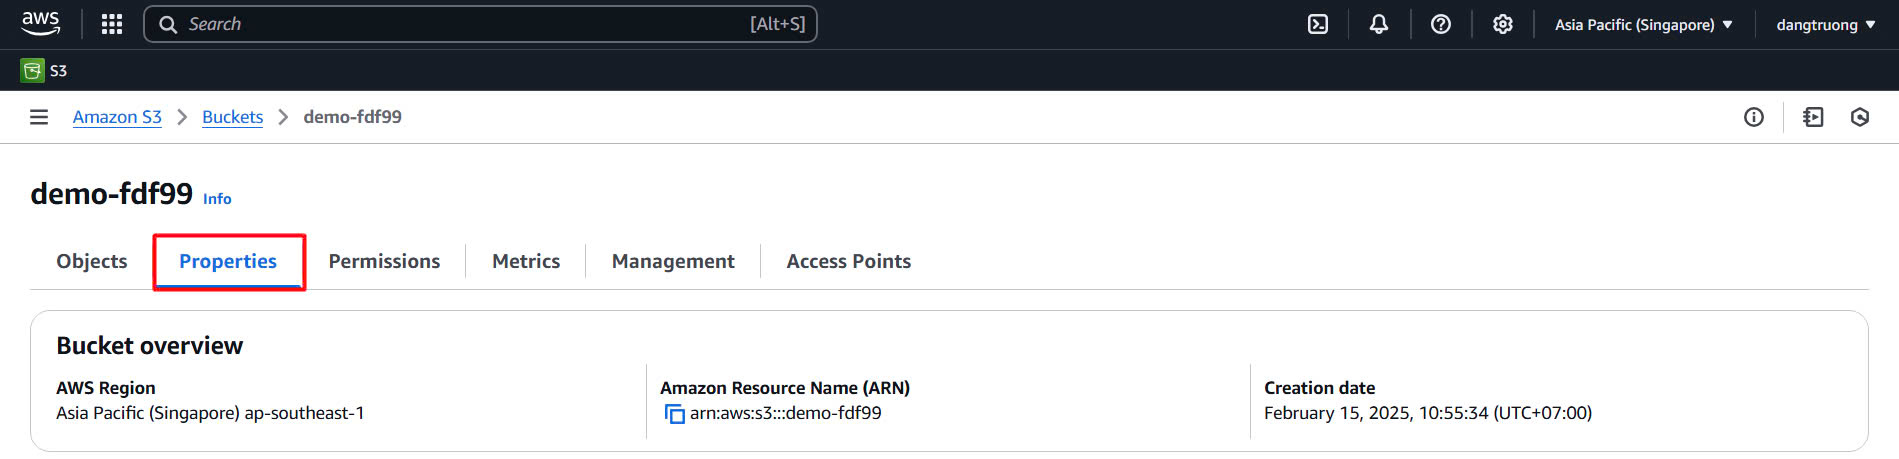 aws Search [Alt+S] Asia Pacific (Singapore) dangtruong
S3
Amazon S3 Buckets demo-fdf99
demo-fdf99 Info
Objects Properties Permissions Metrics Management Access Points
Bucket overview
AWS Region
Asia Pacific (Singapore) ap-southeast-1
Amazon Resource Name (ARN)
arn:aws:s3:::demo-fdf99
Creation date
February 15, 2025, 10:55:34 (UTC+07:00)